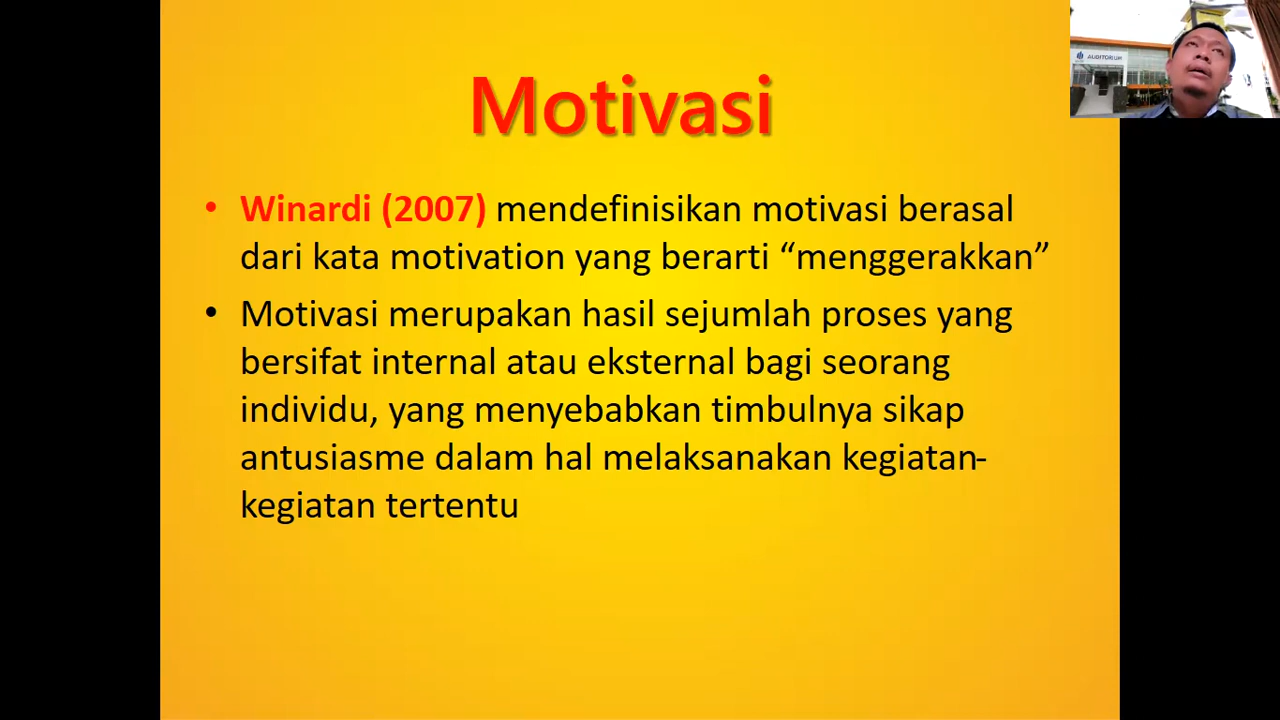 Motivasi
• Winardi (2007) mendefinisikan motivasi berasal
dari kata motivation yang berarti “menggerakkan”
• Motivasi merupakan hasil sejumlah proses yang
bersifat internal atau eksternal bagi seorang
individu, yang menyebabkan timbulnya sikap
antusiasme dalam hal melaksanakan kegiatan-
kegiatan tertentu
AUDITORIUM